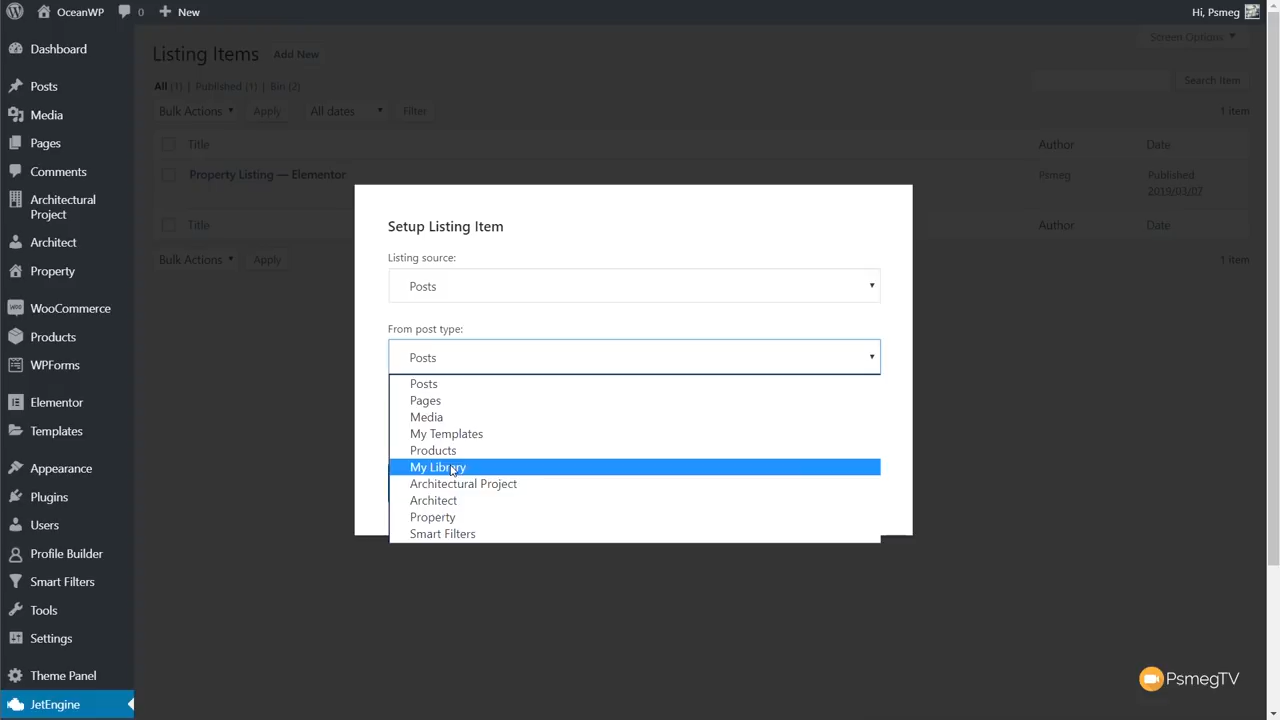 OceanWP
0
New
Hi, Psmeg
Dashboard
Posts
Media
Pages
Comments
Architectural
Project
Architect
Property
WooCommerce
Products
WPForms
Elementor
Templates
Appearance
Plugins
Users
Profile Builder
Smart Filters
Tools
Settings
Theme Panel
JetEngine
Listing Items
Add New
Screen Options
All (1) | Published (1) | Bin (2)
Search Item
Bulk Actions
Apply
All dates
Filter
1 item
Title
Author
Date
Property Listing — Elementor
Psmeg
Published
2019/03/07
Title
Author
Date
Bulk Actions
Apply
1 item
Setup Listing Item
Listing source:
Posts
From post type:
Posts
Posts
Pages
Media
My Templates
Products
My Library
Architectural Project
Architect
Property
Smart Filters
PsmegTV